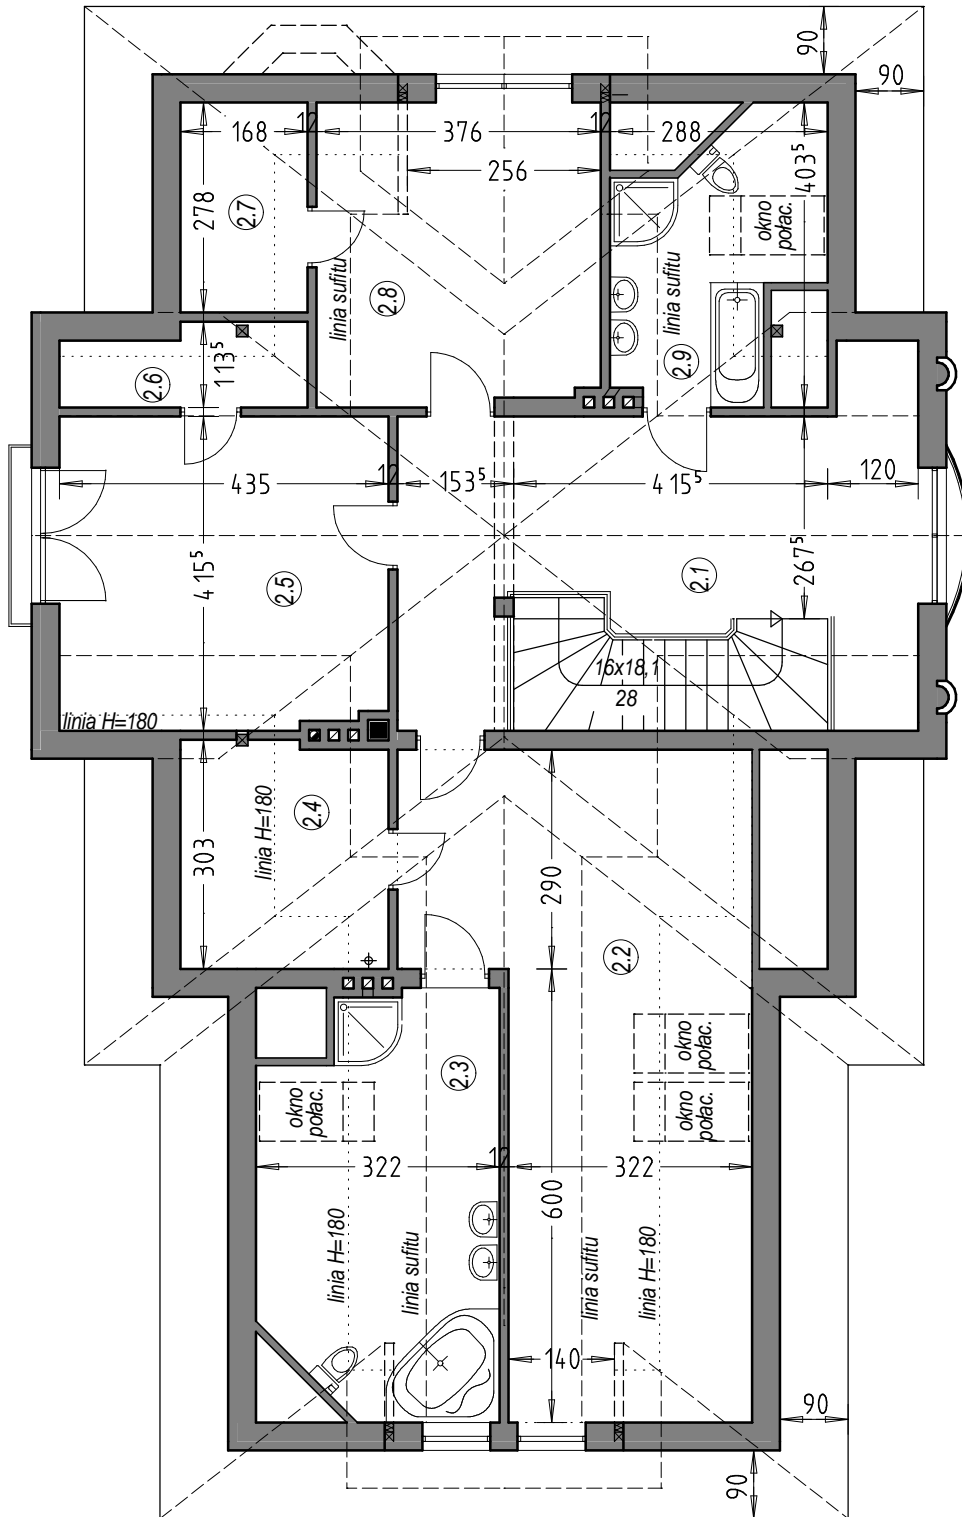 90
90
168
12
376
12
288
256
403⁵
278
2.7
okno
połac.
linia sufitu
2.8
linia sufitu
2.9
113⁵
2.6
435
12
153⁵
415⁵
120
415⁵
2.5
2.1
267⁵
16x18,1
28
linia H=180
303
linia H=180
2.4
290
2.2
okno
połac.
2.3
okno
połac.
okno
połac.
322
12
322
600
linia H=180
linia sufitu
linia sufitu
linia H=180
140
90
90